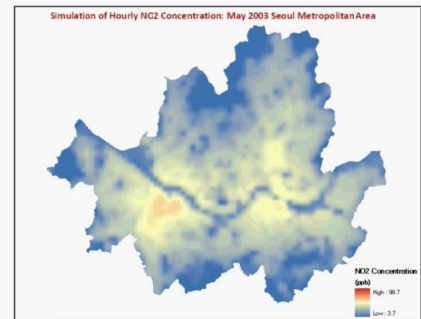 Simulation of Hourly NC2 Concentration: May 2003 Seoul Metropolitan Area
NO2 Concentration
(ppb)
High : 99.7
Low : 3.7